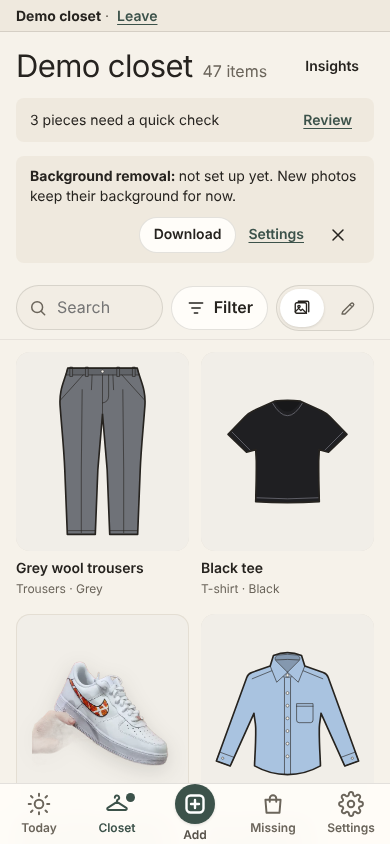 Demo closet · Leave
Demo closet 47 items
Insights
3 pieces need a quick check
Review
Background removal: not set up yet. New photos
keep their background for now.
Download
Settings
Search
Filter
Grey wool trousers
Trousers · Grey
Black tee
T-shirt · Black
Today
Closet
Add
Missing
Settings